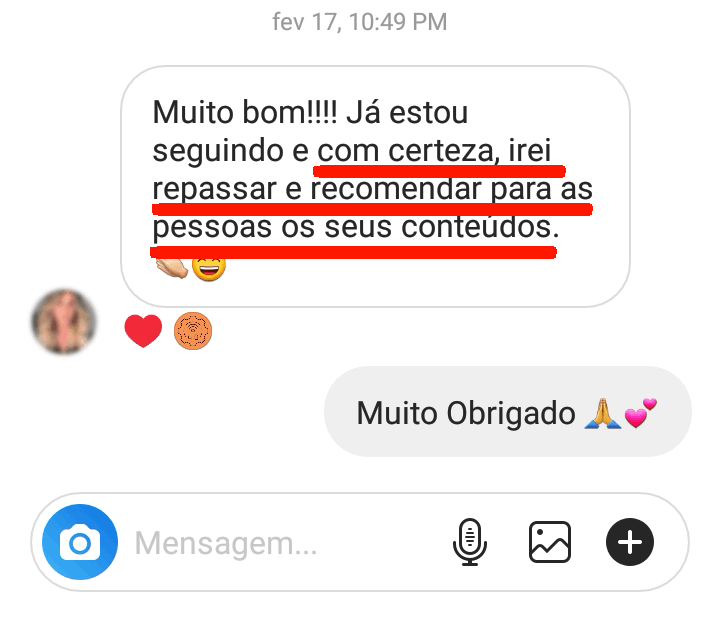 fev 17, 10:49 PM
Muito bom!!!! Já estou
seguindo e com certeza, irei
repassar e recomendar para as
pessoas os seus conteúdos.
👏😄
Muito Obrigado 🙏💕
Mensagem...